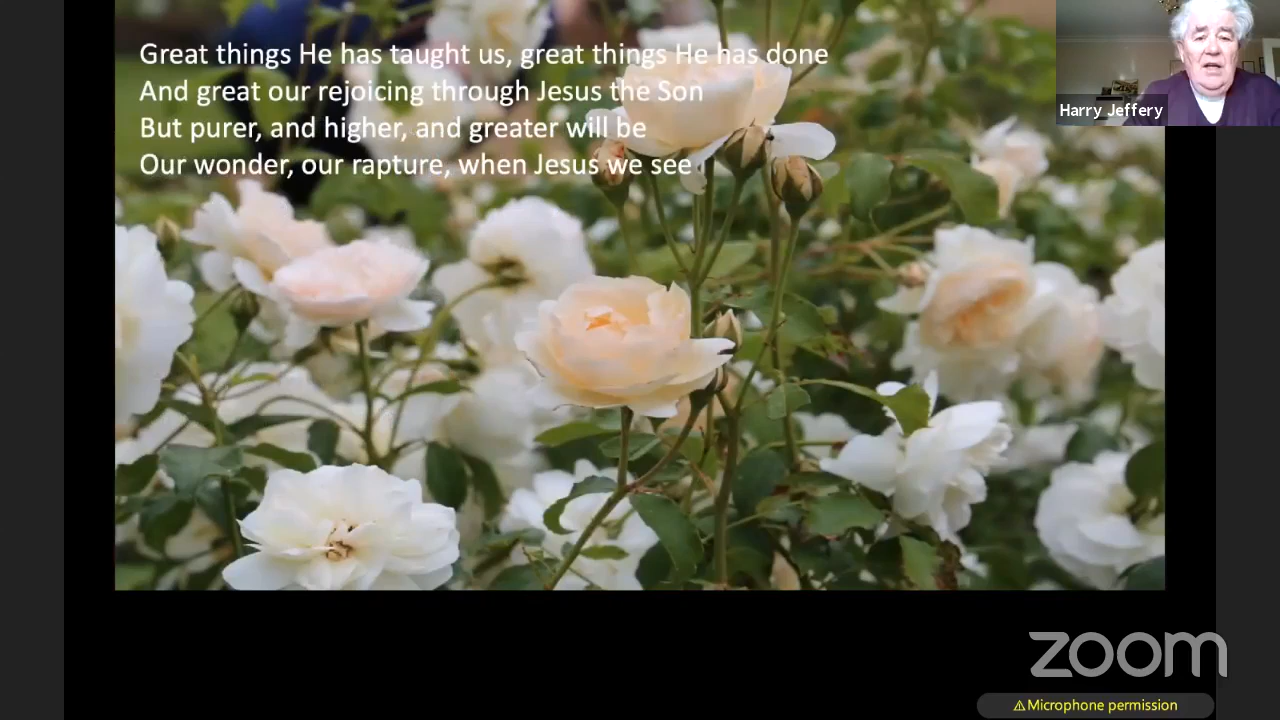 Great things He has taught us, great things He has done
And great our rejoicing through Jesus the Son
But purer, and higher, and greater will be
Our wonder, our rapture, when Jesus we see
Harry Jeffery
zoom
⚠Microphone permission